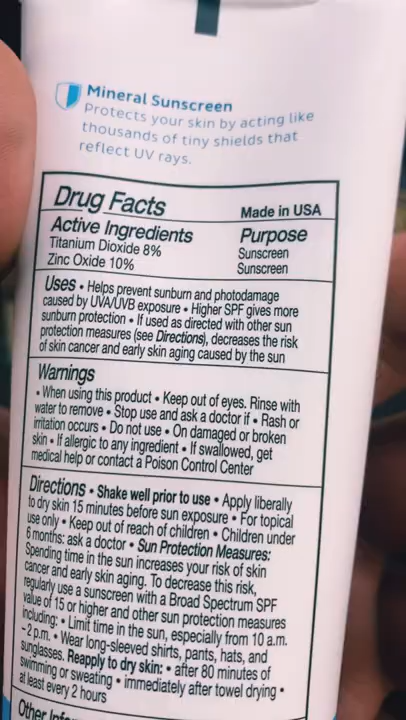 Mineral Sunscreen
Protects your skin by acting like
thousands of tiny shields that
reflect UV rays.
Drug Facts
Made in USA
Active Ingredients
Purpose
Titanium Dioxide 8%
Sunscreen
Zinc Oxide 10%
Sunscreen
Uses • Helps prevent sunburn and photodamage
caused by UVA/UVB exposure • Higher SPF gives more
sunburn protection • If used as directed with other sun
protection measures (see Directions), decreases the risk
of skin cancer and early skin aging caused by the sun
Warnings
• When using this product • Keep out of eyes. Rinse with
water to remove • Stop use and ask a doctor if • Rash or
irritation occurs • Do not use • On damaged or broken
skin • If allergic to any ingredient • If swallowed, get
medical help or contact a Poison Control Center
Directions • Shake well prior to use • Apply liberally
to dry skin 15 minutes before sun exposure • For topical
use only • Keep out of reach of children • Children under
6 months: ask a doctor • Sun Protection Measures:
Spending time in the sun increases your risk of skin
cancer and early skin aging. To decrease this risk,
regularly use a sunscreen with a Broad Spectrum SPF
value of 15 or higher and other sun protection measures
including: • Limit time in the sun, especially from 10 a.m.
- 2 p.m. • Wear long-sleeved shirts, pants, hats, and
sunglasses. Reapply to dry skin: • after 80 minutes of
swimming or sweating • immediately after towel drying •
at least every 2 hours
Other